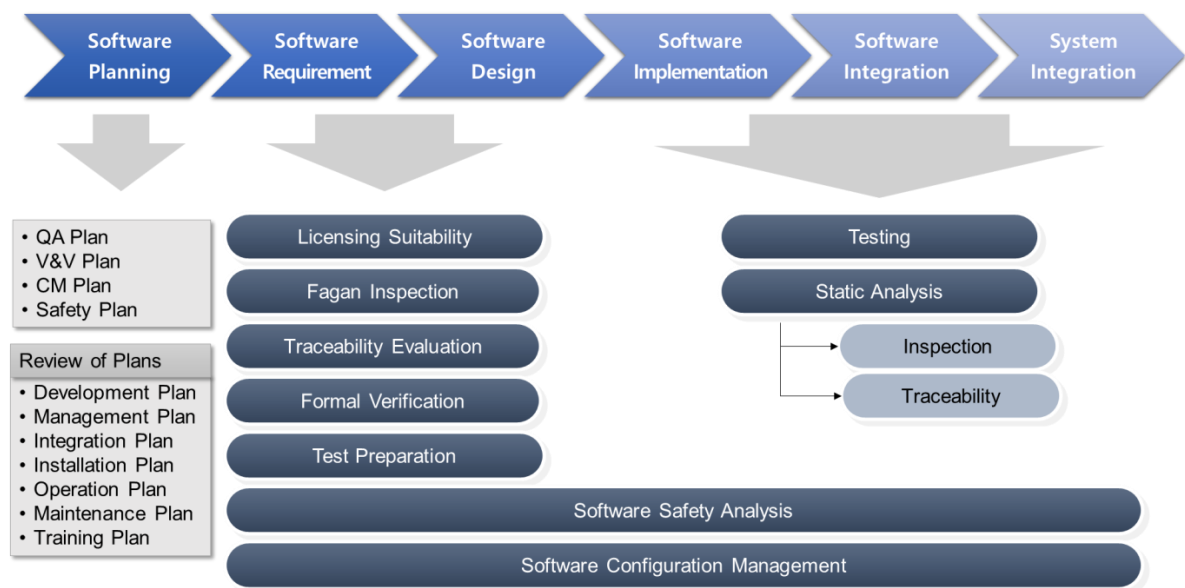 Software
Planning
Software
Requirement
Software
Design
Software
Implementation
Software
Integration
System
Integration
• QA Plan
• V&V Plan
• CM Plan
• Safety Plan
Review of Plans
• Development Plan
• Management Plan
• Integration Plan
• Installation Plan
• Operation Plan
• Maintenance Plan
• Training Plan
Licensing Suitability
Fagan Inspection
Traceability Evaluation
Formal Verification
Test Preparation
Testing
Static Analysis
Inspection
Traceability
Software Safety Analysis
Software Configuration Management